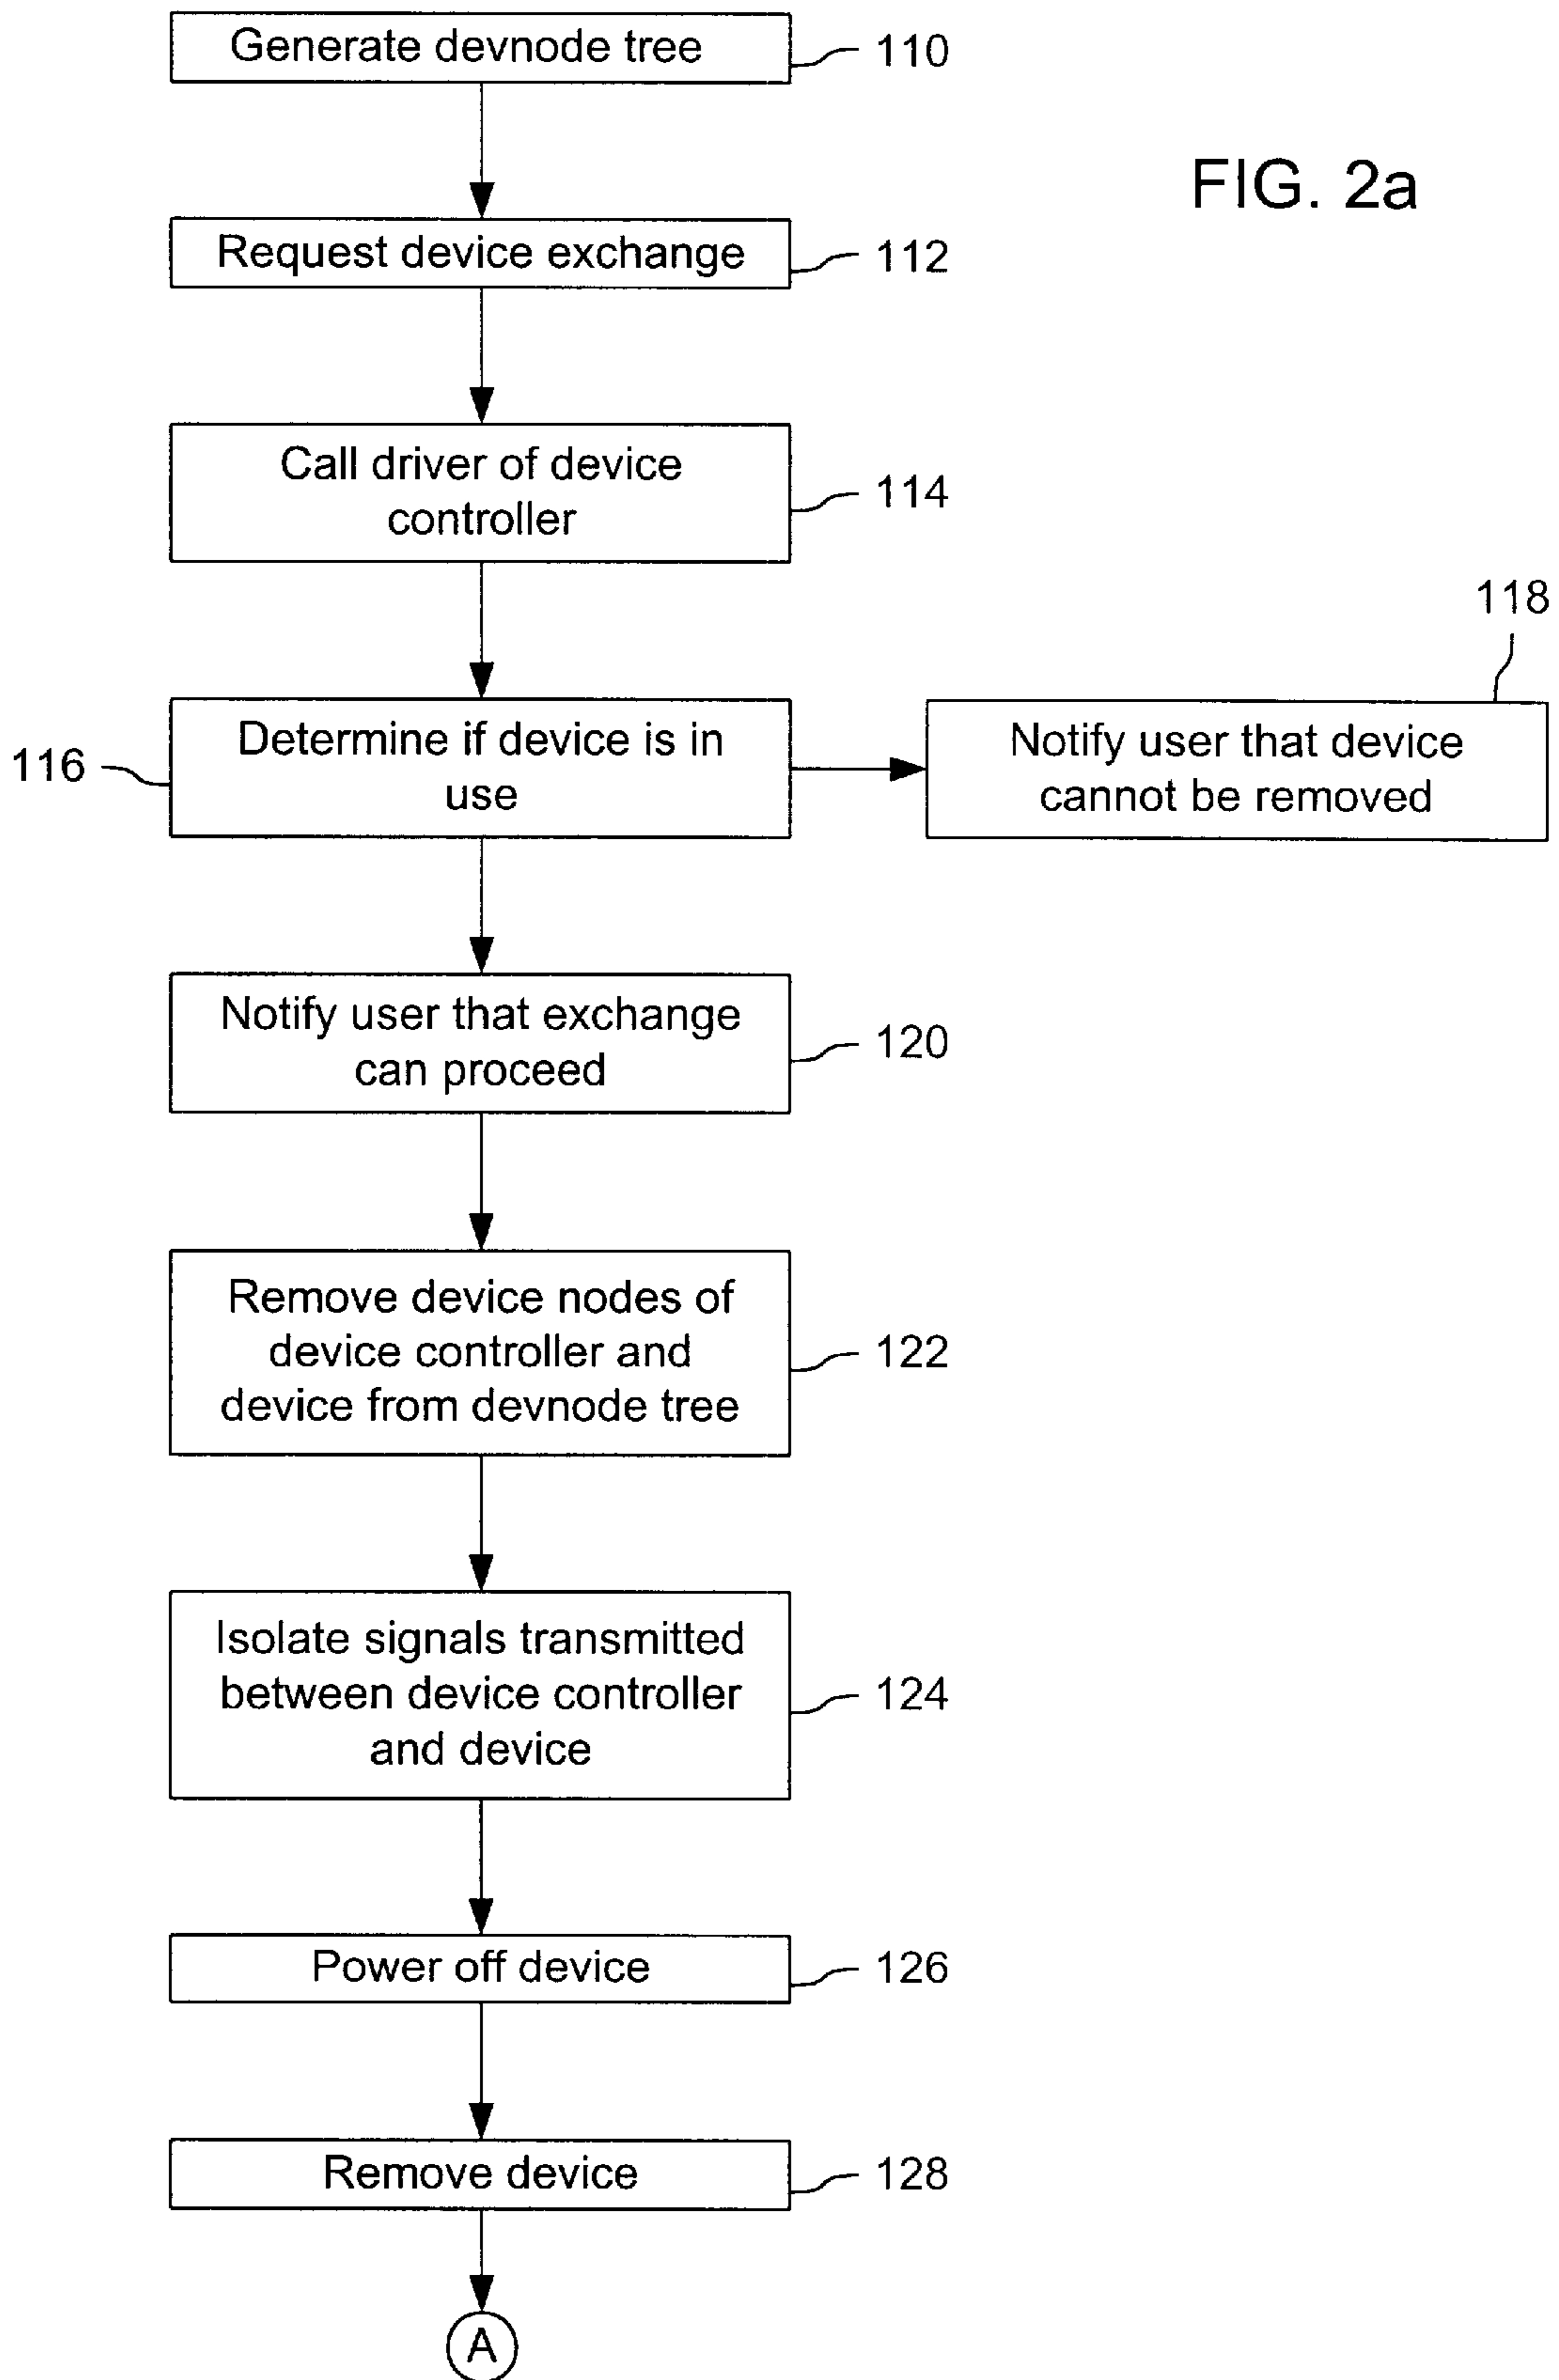 Generate devnode tree
110
FIG. 2a
Request device exchange
112
Call driver of device
controller
114
118
116
Determine if device is in
use
Notify user that device
cannot be removed
Notify user that exchange
can proceed
120
Remove device nodes of
device controller and
device from devnode tree
122
Isolate signals transmitted
between device controller
and device
124
Power off device
126
Remove device
128
A